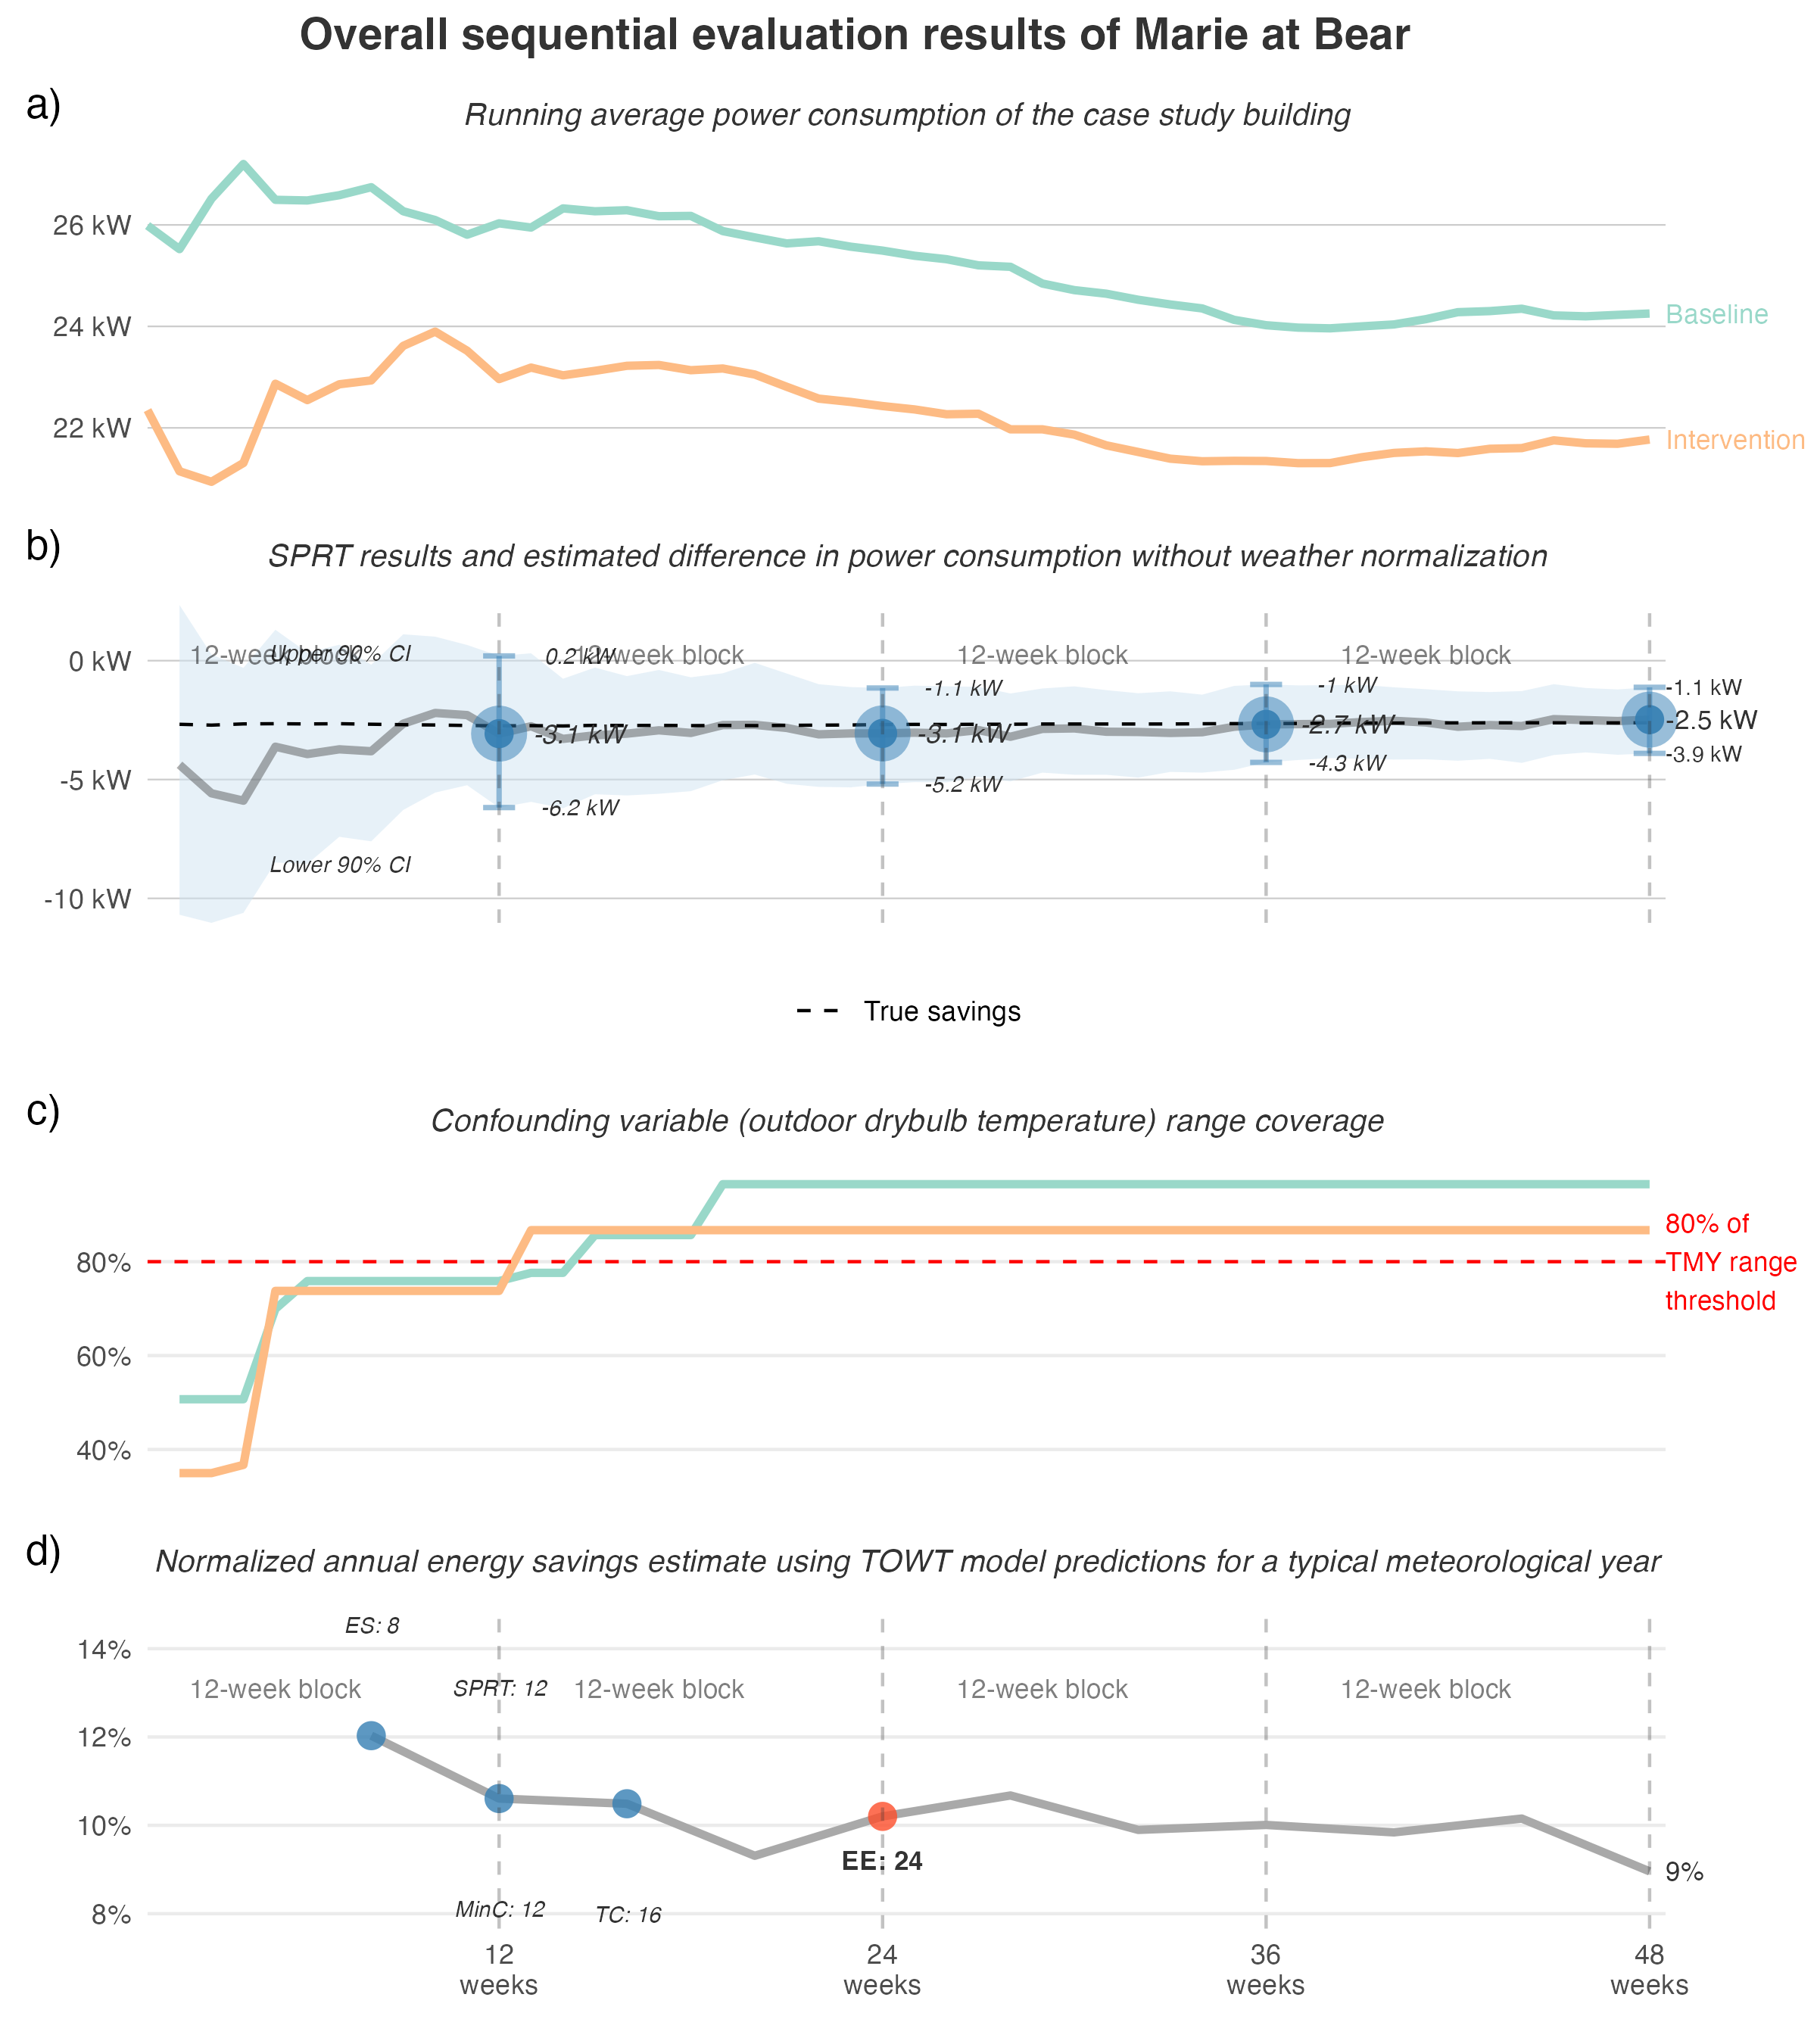 Overall sequential evaluation results of Marie at Bear
a)
Running average power consumption of the case study building
26 kW
24 kW
22 kW
Baseline
Intervention
b)
SPRT results and estimated difference in power consumption without weather normalization
0 kW
-5 kW
-10 kW
12-week block
Upper 90% CI
Lower 90% CI
0.2 kW
-3.1 kW
-6.2 kW
12-week block
-1.1 kW
-3.1 kW
-5.2 kW
12-week block
-1 kW
-2.7 kW
-4.3 kW
12-week block
-1.1 kW
-2.5 kW
-3.9 kW
True savings
c)
Confounding variable (outdoor drybulb temperature) range coverage
80%
60%
40%
80% of
TMY range
threshold
d)
Normalized annual energy savings estimate using TOWT model predictions for a typical meteorological year
14%
12%
10%
8%
ES: 8
12-week block
SPRT: 12
12-week block
12-week block
12-week block
EE: 24
9%
MinC: 12
TC: 16
12
weeks
24
weeks
36
weeks
48
weeks